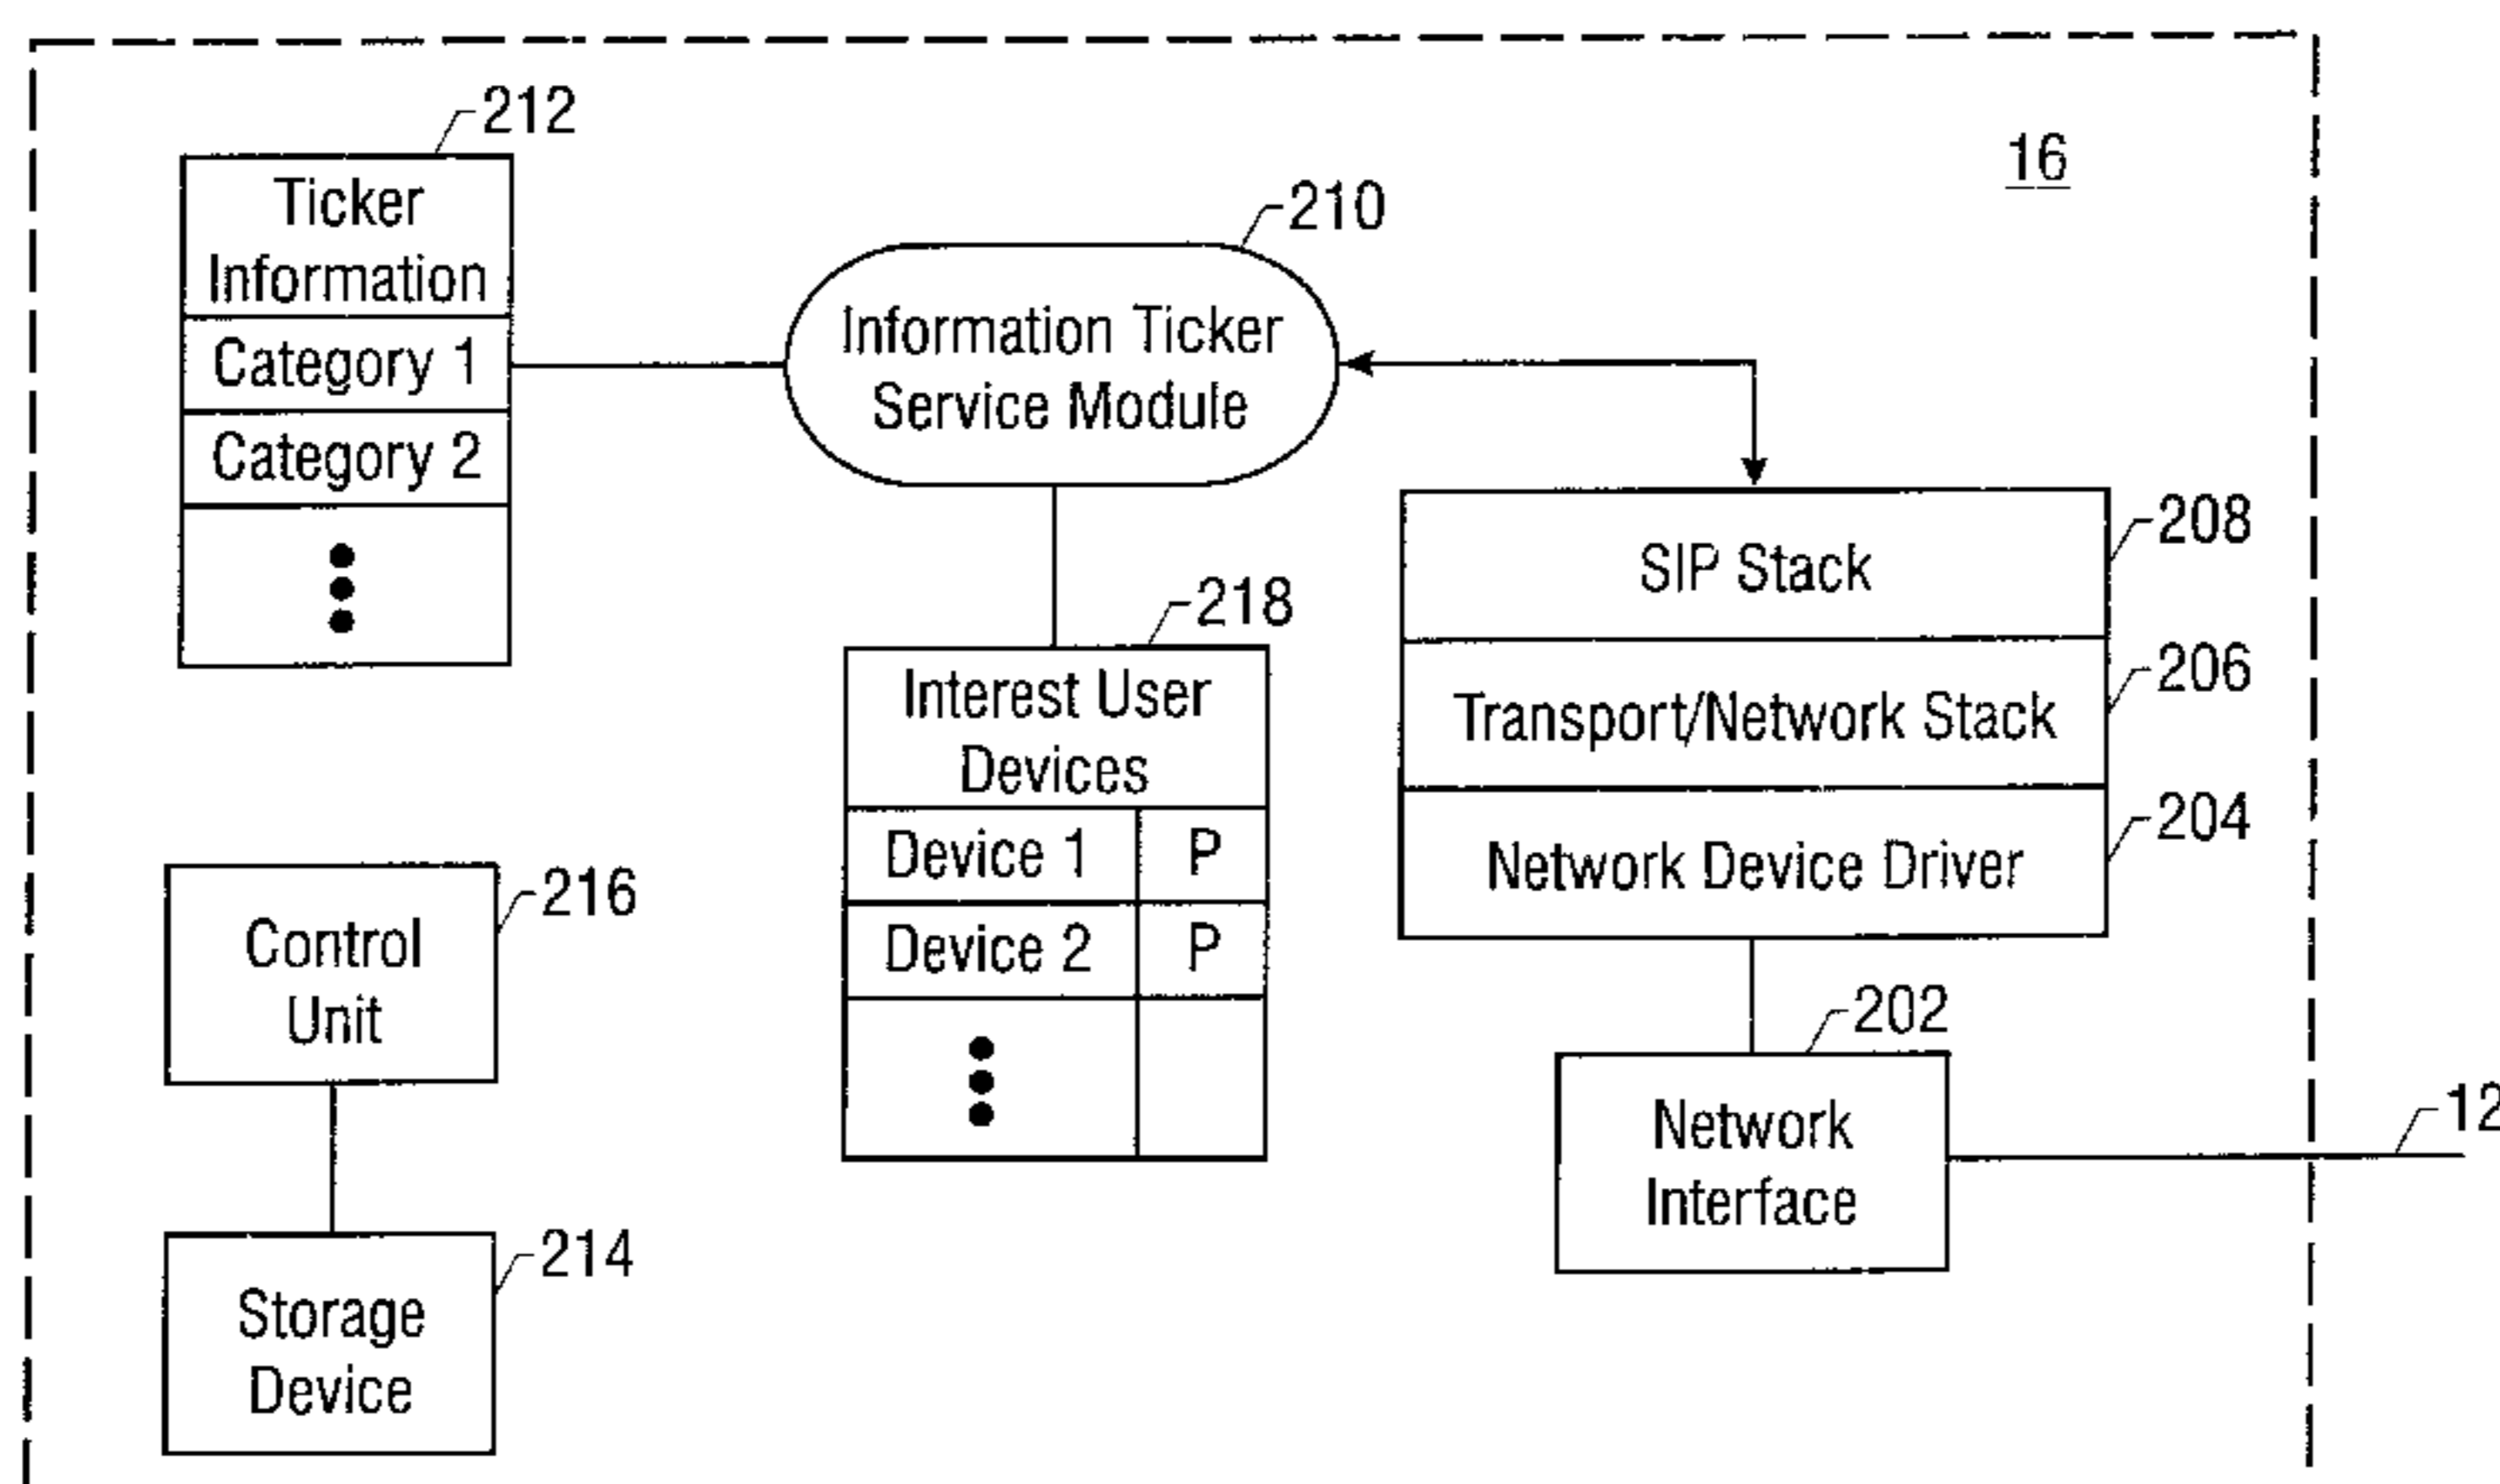 212
Ticker
Information
Category 1
Category 2
16
210
Information Ticker
Service Module
208
SIP Stack
206
Transport/Network Stack
204
Network Device Driver
218
Interest User
Devices
Device 1 P
Device 2 P
216
Control
Unit
202
Network
Interface
12
214
Storage
Device